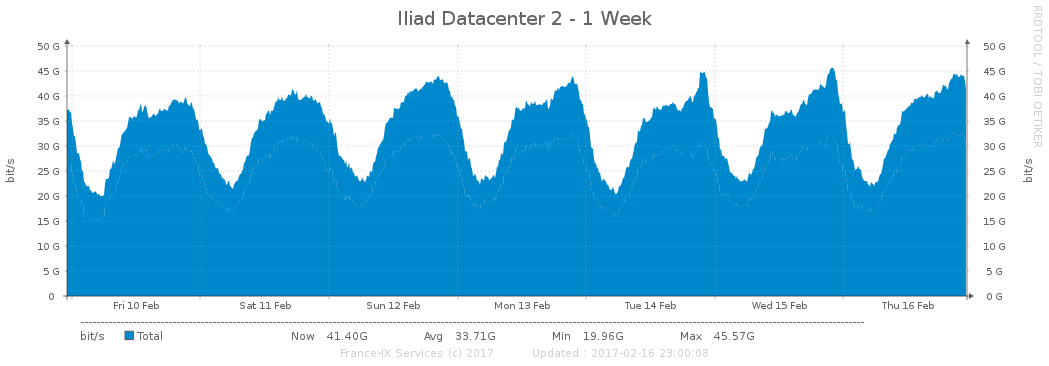 Iliad Datacenter 2 - 1 Week
RRDTOOL / TOBI OETIKER
bit/s
bit/s
50 G 50 G
45 G 45 G
40 G 40 G
35 G 35 G
30 G 30 G
25 G 25 G
20 G 20 G
15 G 15 G
10 G 10 G
5 G 5 G
0 0 G
Fri 10 Feb Sat 11 Feb Sun 12 Feb Mon 13 Feb Tue 14 Feb Wed 15 Feb Thu 16 Feb
bit/s Total Now 41.40G Avg 33.71G Min 19.96G Max 45.57G
France-IX Services (c) 2017 Updated : 2017-02-16 23:00:08